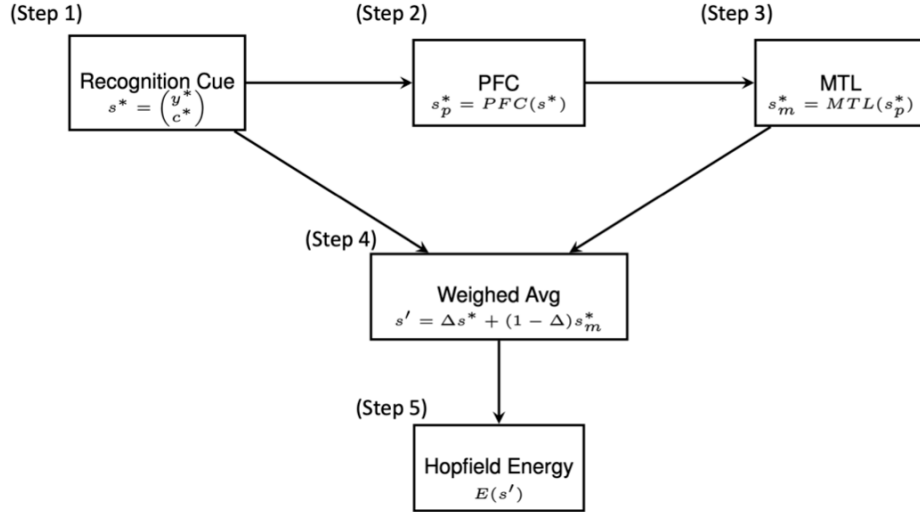 (Step 1)
(Step 2)
(Step 3)
Recognition Cue
s* = (y* c*)
PFC
s*_p = PFC(s*)
MTL
s*_m = MTL(s*_p)
(Step 4)
Weighed Avg
s′ = Δs* + (1 − Δ)s*_m
(Step 5)
Hopfield Energy
E(s′)